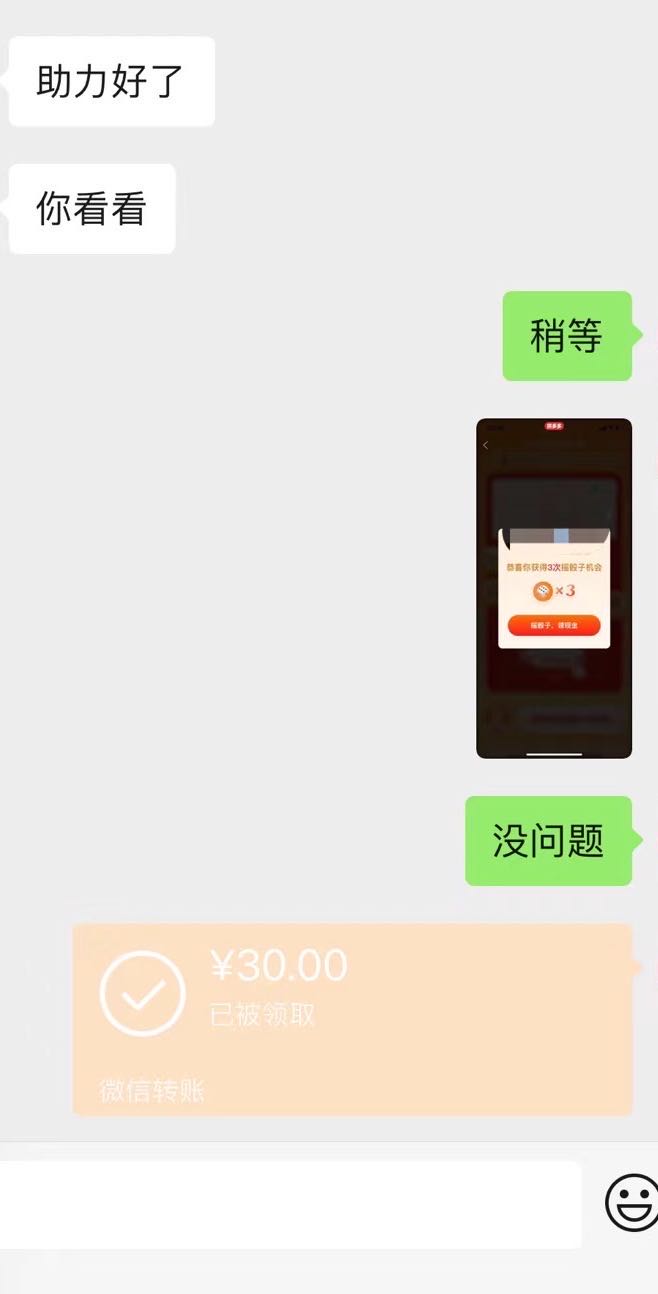 助力好了
你看看
稍等
拼多多
恭喜你获得3次摇骰子机会
×3
摇骰子，领现金
没问题
¥30.00
已被领取
微信转账